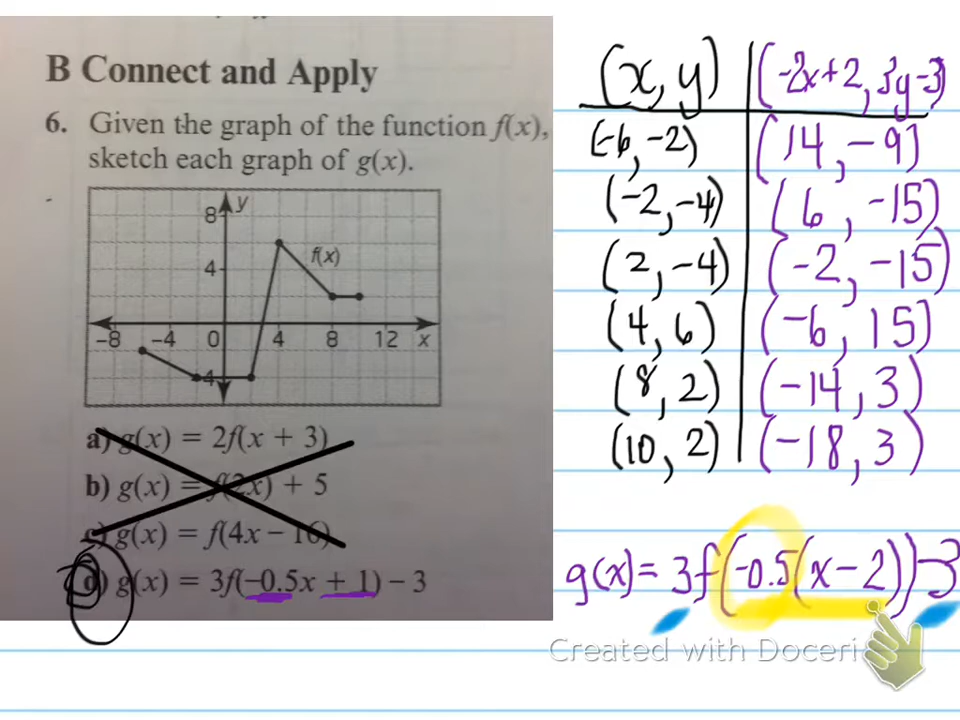 B Connect and Apply
6. Given the graph of the function f(x),
sketch each graph of g(x).
y
8
f(x)
4
-8 -4 0 4 8 12 x
-4
a) g(x) = 2f(x + 3)
b) g(x) = f(2x) + 5
c) g(x) = f(4x - 16)
d) g(x) = 3f(-0.5x + 1) - 3
(x, y) (-2x+2, 3y-3)
(-6, -2) (14, -9)
(-2, -4) (6, -15)
(2, -4) (-2, -15)
(4, 6) (-6, 15)
(8, 2) (-14, 3)
(10, 2) (-18, 3)
g(x) = 3f(-0.5(x-2))-3
Created with Doceri